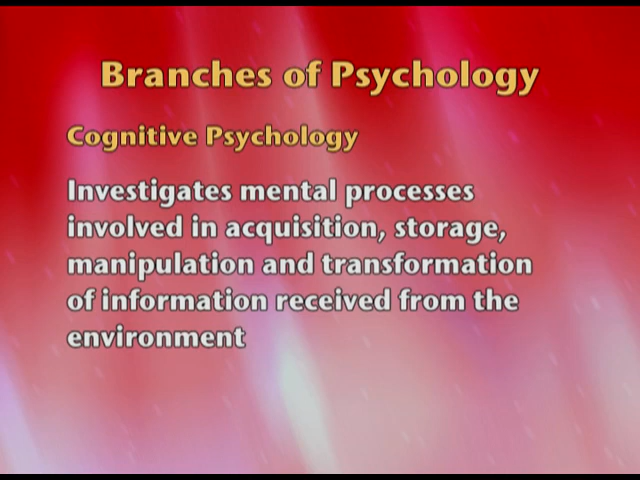 Branches of Psychology
Cognitive Psychology
Investigates mental processes
involved in acquisition, storage,
manipulation and transformation
of information received from the
environment